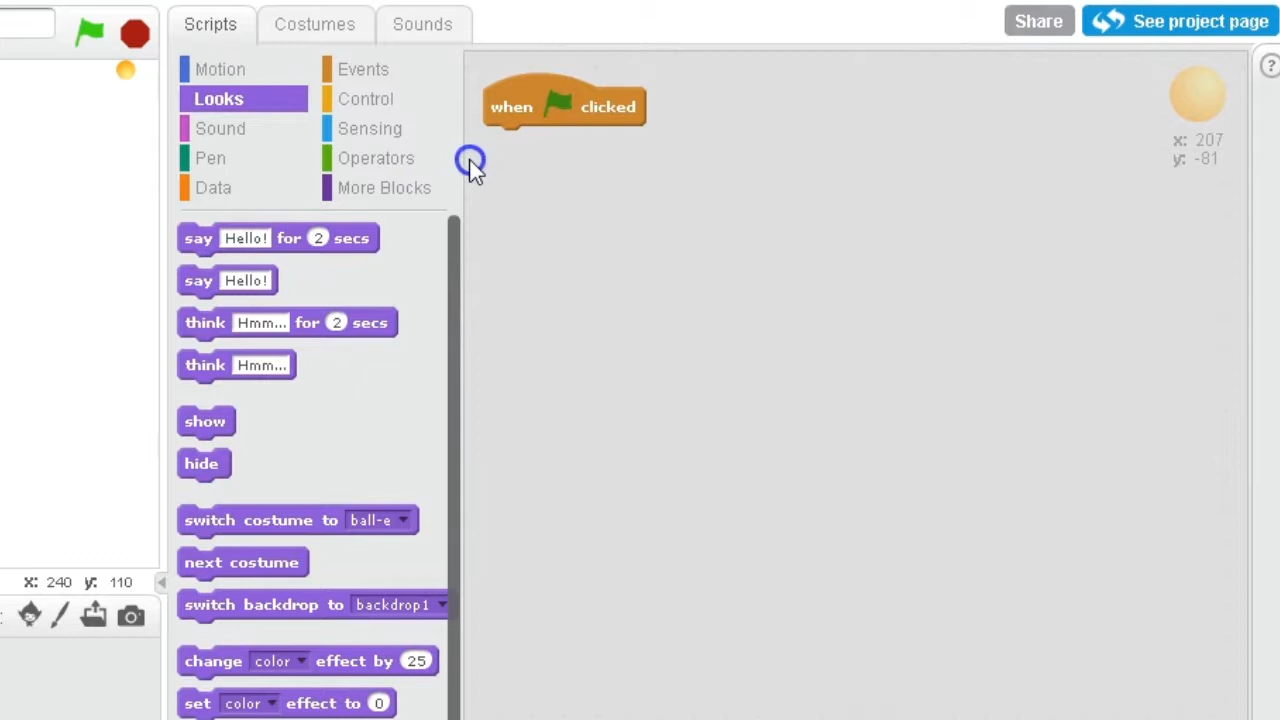 Scripts
Costumes
Sounds
Share
See project page
Motion
Events
Looks
Control
Sound
Sensing
Pen
Operators
Data
More Blocks
when clicked
x: 207
y: -81
?
say Hello! for 2 secs
say Hello!
think Hmm... for 2 secs
think Hmm...
show
hide
switch costume to ball-e
next costume
switch backdrop to backdrop1
change color effect by 25
set color effect to 0
x: 240 y: 110
: